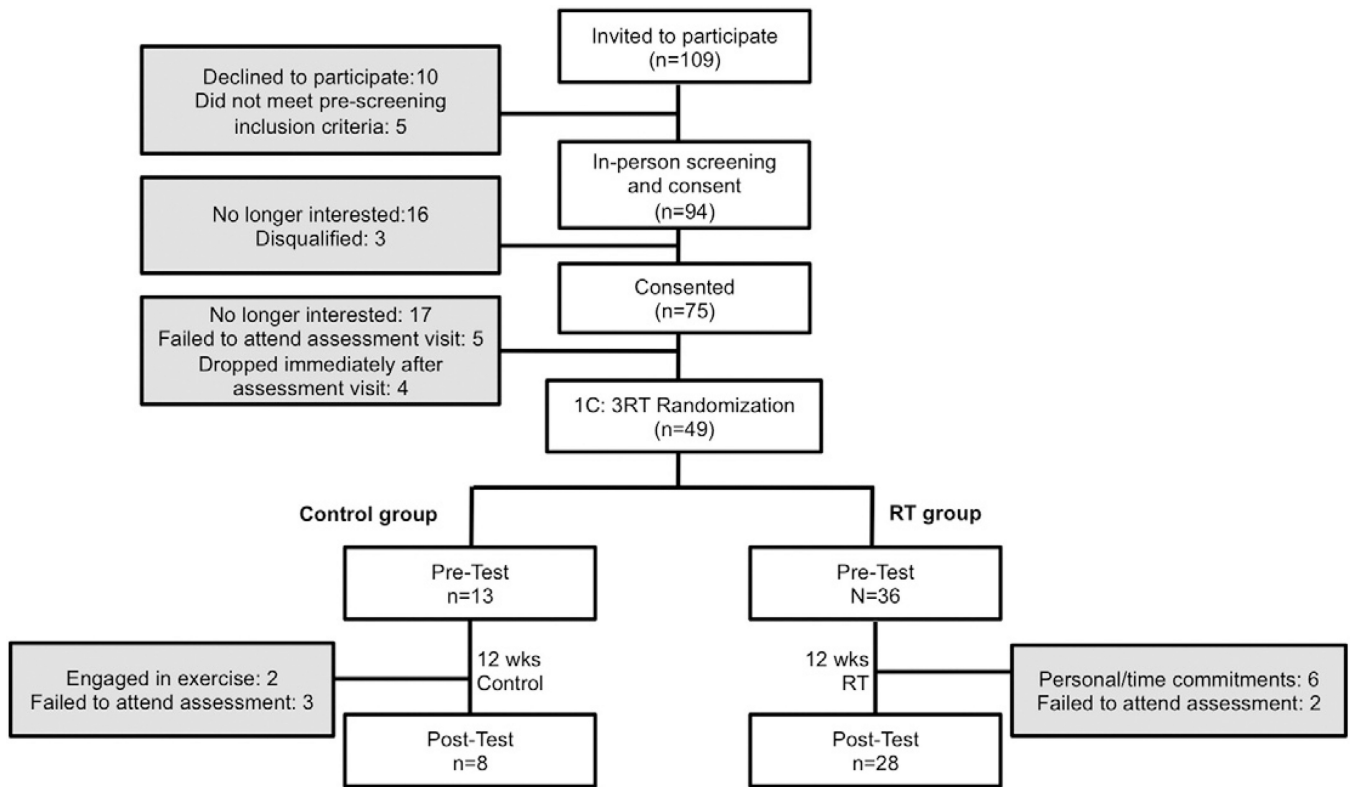 Invited to participate
(n=109)
Declined to participate:10
Did not meet pre-screening
inclusion criteria: 5
In-person screening
and consent
(n=94)
No longer interested:16
Disqualified: 3
Consented
(n=75)
No longer interested: 17
Failed to attend assessment visit: 5
Dropped immediately after
assessment visit: 4
1C: 3RT Randomization
(n=49)
Control group
RT group
Pre-Test
n=13
Pre-Test
N=36
Engaged in exercise: 2
Failed to attend assessment: 3
12 wks
Control
12 wks
RT
Personal/time commitments: 6
Failed to attend assessment: 2
Post-Test
n=8
Post-Test
n=28